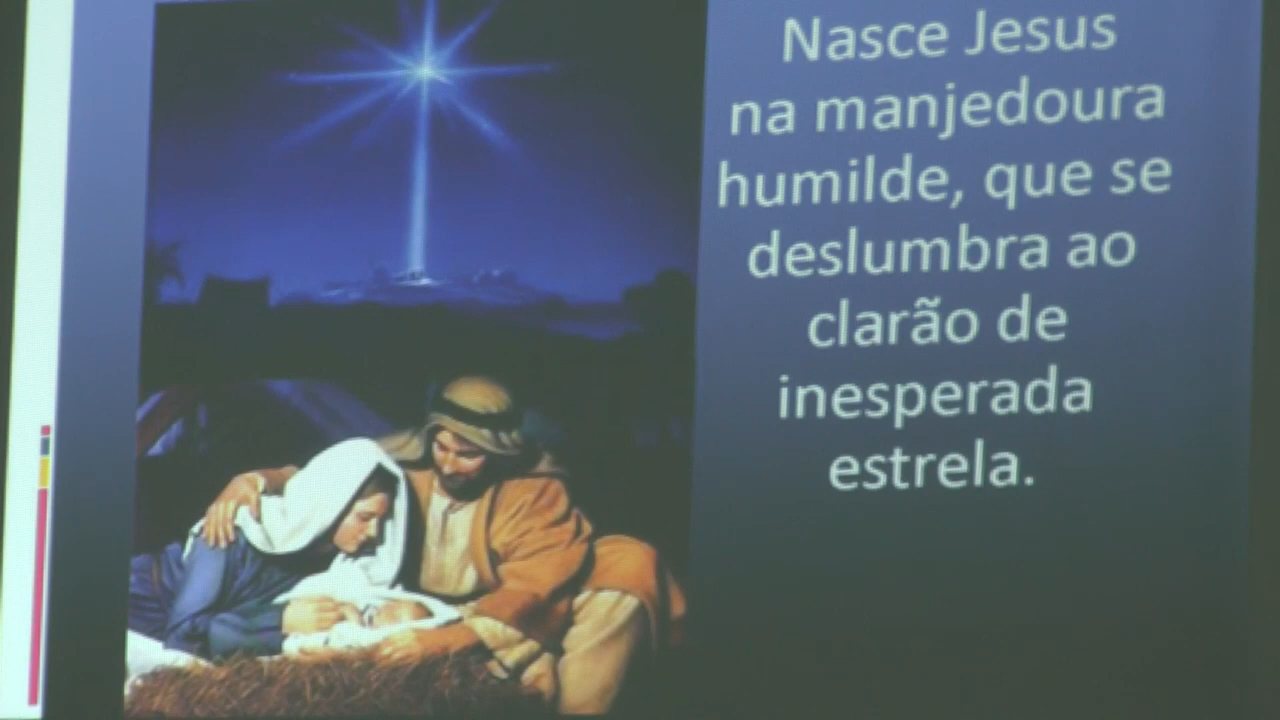 Nasce Jesus
na manjedoura
humilde, que se
deslumbra ao
clarão de
inesperada
estrela.